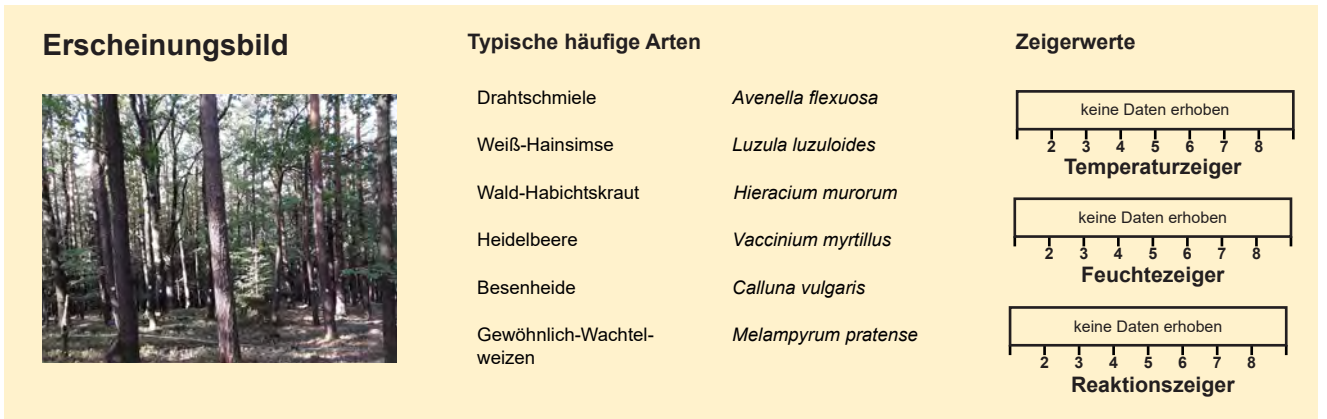 Erscheinungsbild
Typische häufige Arten
Drahtschmiele Avenella flexuosa
Weiß-Hainsimse Luzula luzuloides
Wald-Habichtskraut Hieracium murorum
Heidelbeere Vaccinium myrtillus
Besenheide Calluna vulgaris
Gewöhnlich-Wachtel- Melampyrum pratense
weizen
Zeigerwerte
keine Daten erhoben
2 3 4 5 6 7 8
Temperaturzeiger
keine Daten erhoben
2 3 4 5 6 7 8
Feuchtezeiger
keine Daten erhoben
2 3 4 5 6 7 8
Reaktionszeiger